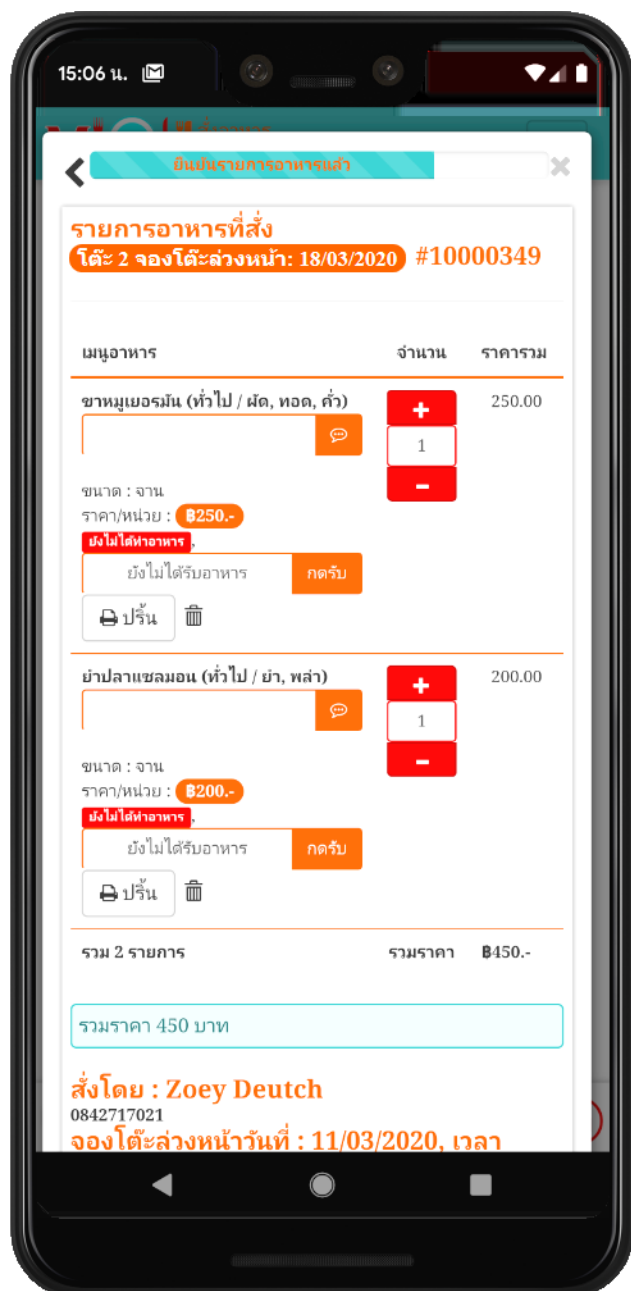 15:06 น.
ยืนยันรายการอาหารแล้ว
รายการอาหารที่สั่ง
โต๊ะ 2 จองโต๊ะล่วงหน้า: 18/03/2020 #10000349
เมนูอาหาร จำนวน ราคารวม
ขาหมูเยอรมัน (ทั่วไป / ผัด, ทอด, คั่ว) 250.00
1
ขนาด : จาน
ราคา/หน่วย : ฿250.-
ยังไม่ได้ทำอาหาร ,
ยังไม่ได้รับอาหาร กดรับ
ปริ้น
ยำปลาแซลมอน (ทั่วไป / ยำ, พล่า) 200.00
1
ขนาด : จาน
ราคา/หน่วย : ฿200.-
ยังไม่ได้ทำอาหาร ,
ยังไม่ได้รับอาหาร กดรับ
ปริ้น
รวม 2 รายการ รวมราคา ฿450.-
รวมราคา 450 บาท
สั่งโดย : Zoey Deutch
0842717021
จองโต๊ะล่วงหน้าวันที่ : 11/03/2020, เวลา